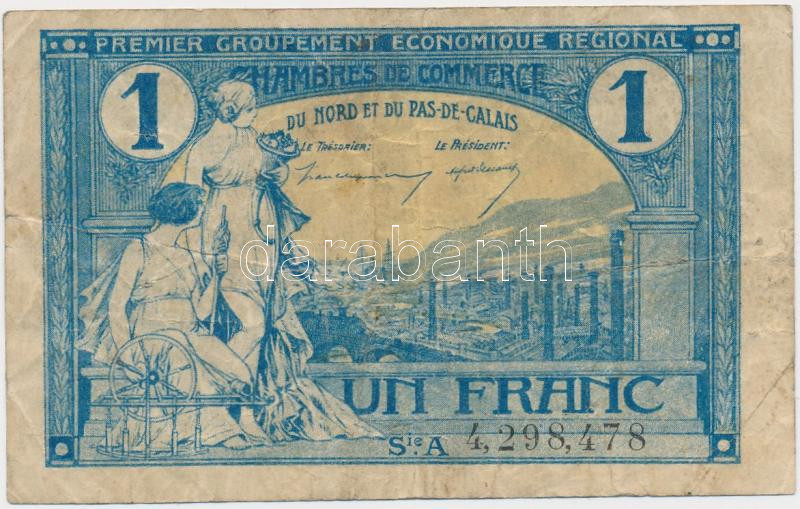 PREMIER GROUPEMENT ECONOMIQUE REGIONAL
1 1
CHAMBRES DE COMMERCE
DU NORD ET DU PAS-DE-CALAIS
LE TRÉSORIER: LE PRÉSIDENT:
darabanth
UN FRANC
Sie. A 4,298,478